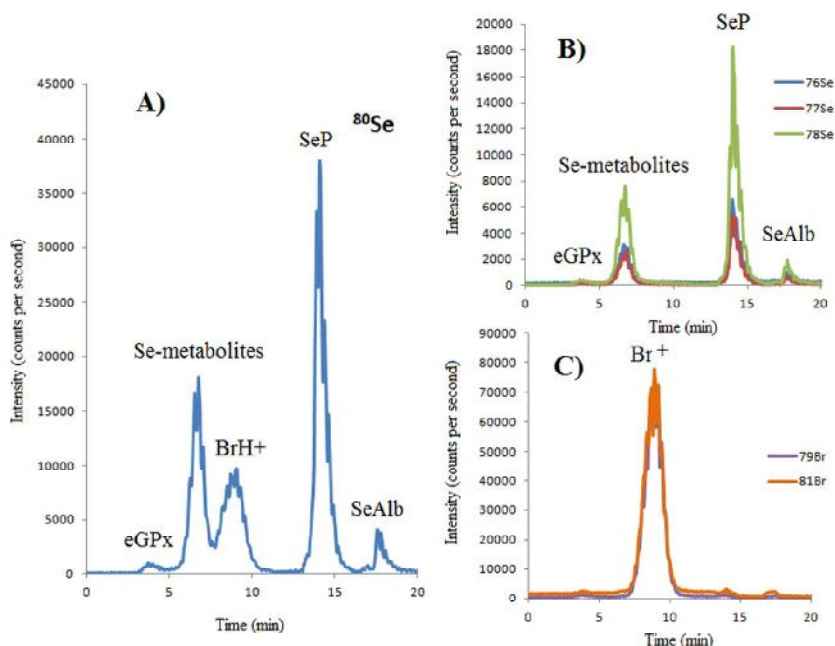 A)
⁸⁰Se
SeP
Se-metabolites
BrH+
eGPx
SeAlb
Intensity (counts per second)
45000
40000
35000
30000
25000
20000
15000
10000
5000
0
0 5 10 15 20
Time (min)
B)
SeP
76Se
77Se
78Se
Se-metabolites
eGPx
SeAlb
Intensity (counts per second)
20000
18000
16000
14000
12000
10000
8000
6000
4000
2000
0
0 5 10 15 20
Time (min)
C)
Br⁺
79Br
81Br
Intensity (counts per second)
90000
80000
70000
60000
50000
40000
30000
20000
10000
0
0 5 10 15 20
Time (min)